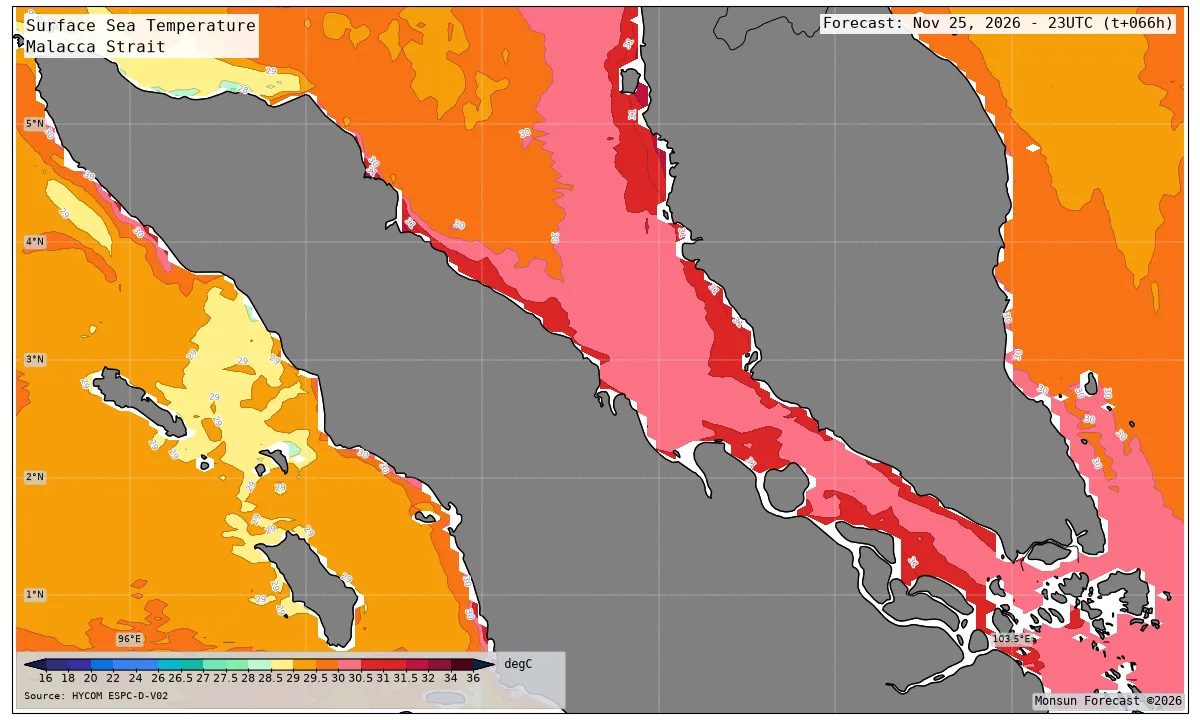 Surface Sea Temperature
Malacca Strait
Forecast: Nov 25, 2026 - 23UTC (t+066h)
5°N
4°N
3°N
2°N
1°N
96°E
103.5°E
degC
16 18 20 22 24 26 26.5 27 27.5 28 28.5 29 29.5 30 30.5 31 31.5 32 34 36
Source: HYCOM ESPC-D-V02
Monsun Forecast ©2026